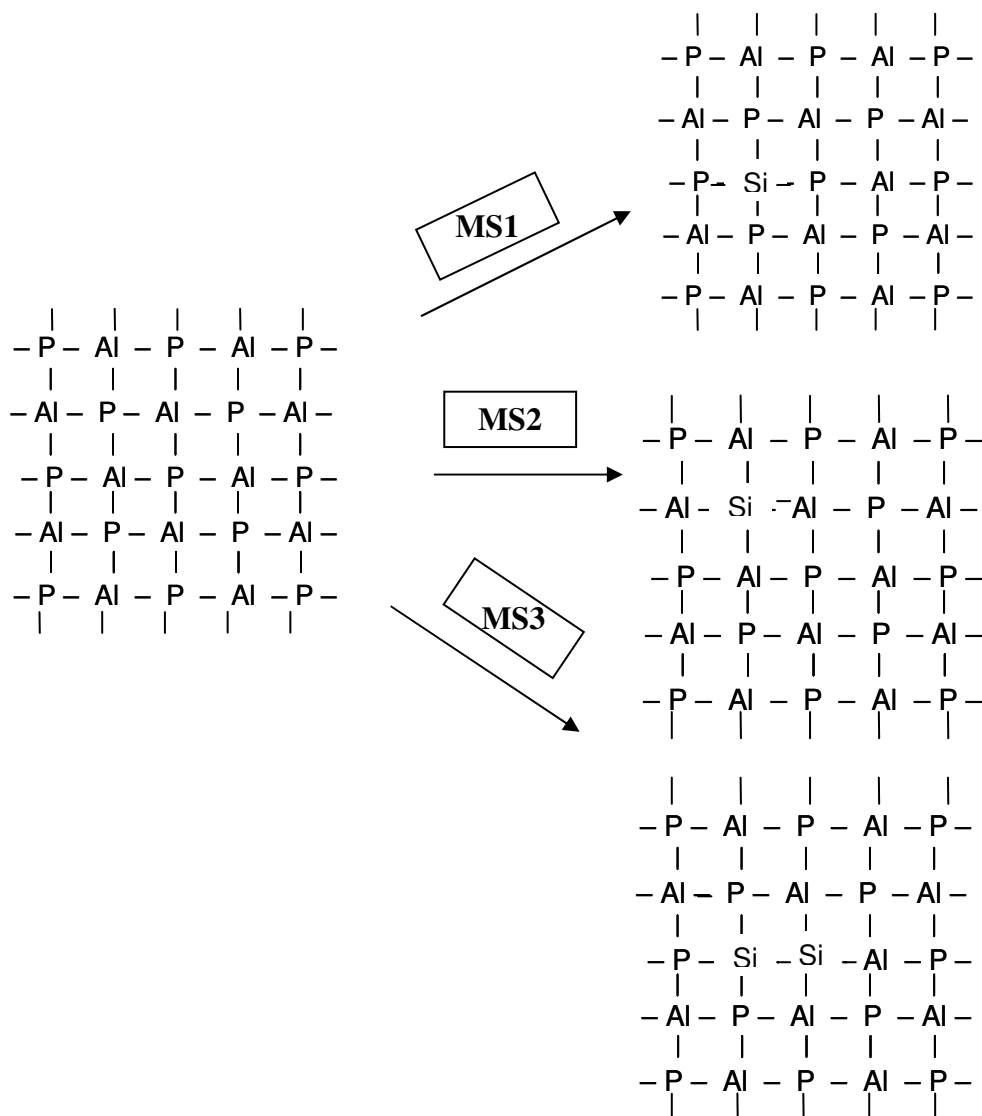 – P – Al – P – Al – P –
– Al – P – Al – P – Al –
– P – Si – P – Al – P –
– Al – P – Al – P – Al –
– P – Al – P – Al – P –
MS1
– P – Al – P – Al – P –
– Al – P – Al – P – Al –
– P – Al – P – Al – P –
– Al – P – Al – P – Al –
– P – Al – P – Al – P –
MS2
– P – Al – P – Al – P –
– Al – Si – Al – P – Al –
– P – Al – P – Al – P –
– Al – P – Al – P – Al –
– P – Al – P – Al – P –
MS3
– P – Al – P – Al – P –
– Al – P – Al – P – Al –
– P – Si – Si – Al – P –
– Al – P – Al – P – Al –
– P – Al – P – Al – P –